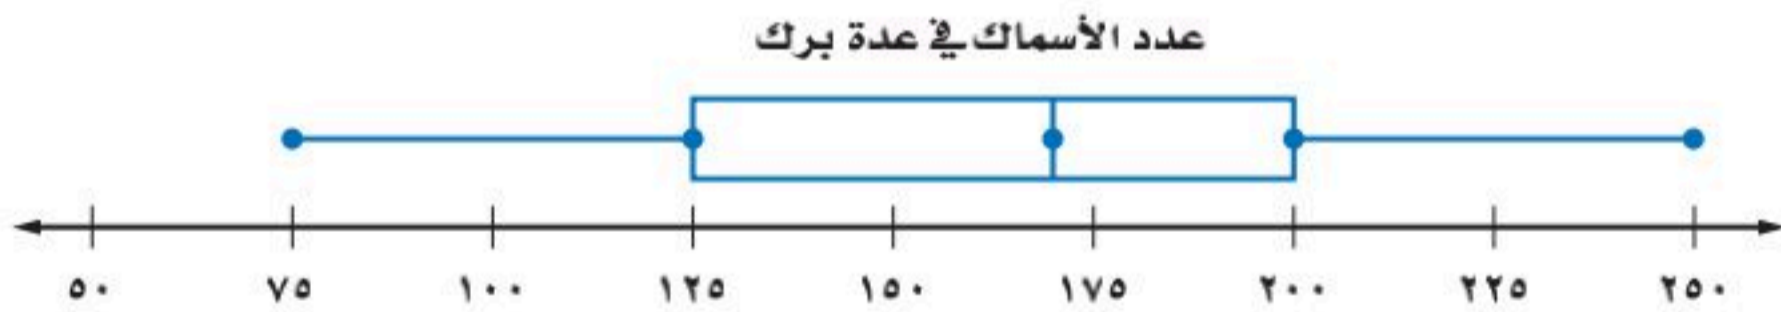 عدد الأسماك في عدة برك
٥٠ ٧٥ ١٠٠ ١٢٥ ١٥٠ ١٧٥ ٢٠٠ ٢٢٥ ٢٥٠